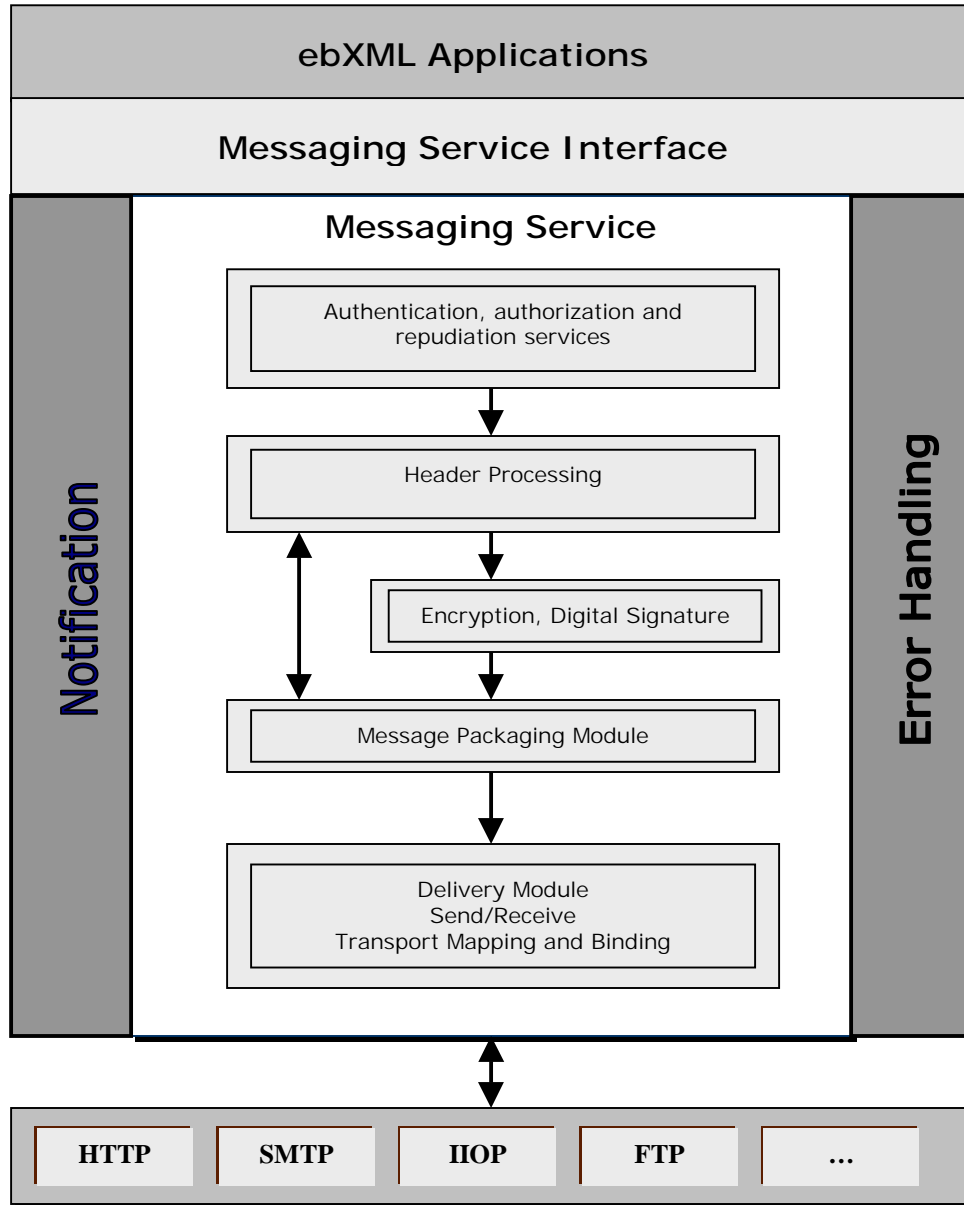 ebXML Applications
Messaging Service Interface
Messaging Service
Authentication, authorization and
repudiation services
Header Processing
Encryption, Digital Signature
Message Packaging Module
Delivery Module
Send/Receive
Transport Mapping and Binding
Notification
Error Handling
HTTP
SMTP
IIOP
FTP
…